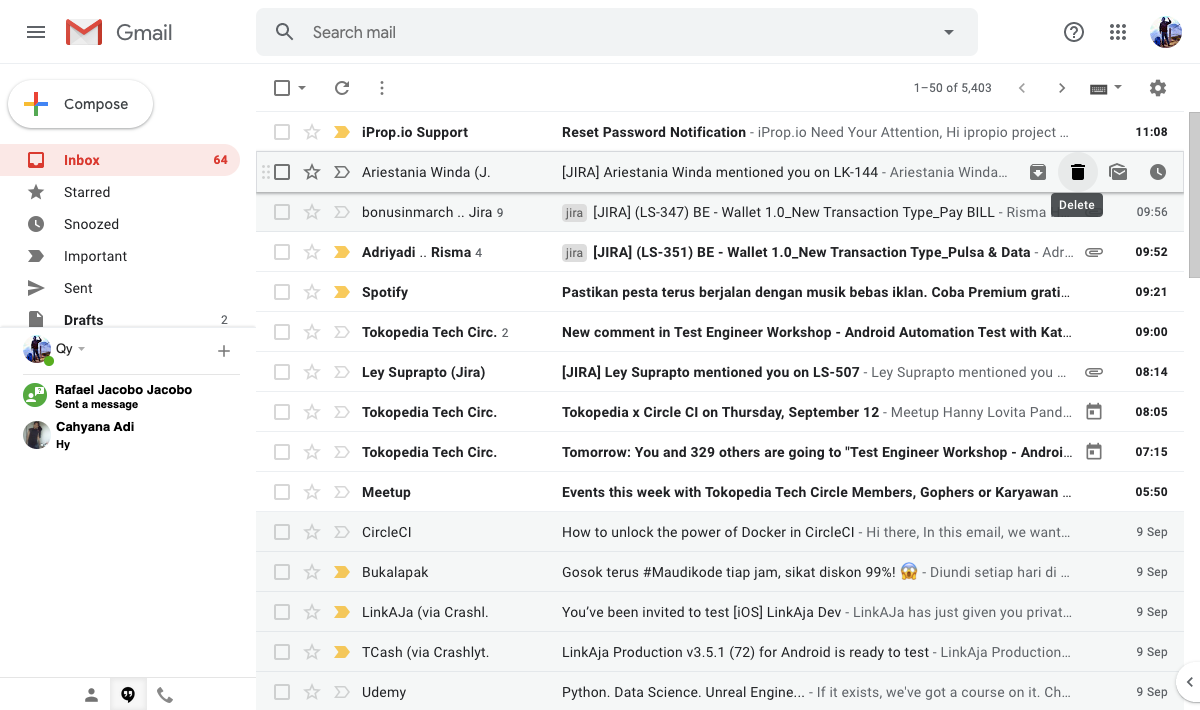 Gmail
Search mail
Compose
1–50 of 5,403
Inbox 64
Starred
Snoozed
Important
Sent
Drafts 2
Qy
Rafael Jacobo Jacobo
Sent a message
Cahyana Adi
Hy
iProp.io Support Reset Password Notification - iProp.io Need Your Attention, Hi ipropio project … 11:08
Ariestania Winda (J. [JIRA] Ariestania Winda mentioned you on LK-144 - Ariestania Winda…
Delete
bonusinmarch .. Jira 9 jira [JIRA] (LS-347) BE - Wallet 1.0_New Transaction Type_Pay BILL - Risma 09:56
Adriyadi .. Risma 4 jira [JIRA] (LS-351) BE - Wallet 1.0_New Transaction Type_Pulsa & Data - Adr… 09:52
Spotify Pastikan pesta terus berjalan dengan musik bebas iklan. Coba Premium grati… 09:21
Tokopedia Tech Circ. 2 New comment in Test Engineer Workshop - Android Automation Test with Kat… 09:00
Ley Suprapto (Jira) [JIRA] Ley Suprapto mentioned you on LS-507 - Ley Suprapto mentioned you … 08:14
Tokopedia Tech Circ. Tokopedia x Circle CI on Thursday, September 12 - Meetup Hanny Lovita Pand… 08:05
Tokopedia Tech Circ. Tomorrow: You and 329 others are going to "Test Engineer Workshop - Androi… 07:15
Meetup Events this week with Tokopedia Tech Circle Members, Gophers or Karyawan … 05:50
CircleCI How to unlock the power of Docker in CircleCI - Hi there, In this email, we want… 9 Sep
Bukalapak Gosok terus #Maudikode tiap jam, sikat diskon 99%! 😱 - Diundi setiap hari di … 9 Sep
LinkAJa (via Crashl. You've been invited to test [iOS] LinkAja Dev - LinkAJa has just given you privat… 9 Sep
TCash (via Crashlyt. LinkAja Production v3.5.1 (72) for Android is ready to test - LinkAja Production… 9 Sep
Udemy Python. Data Science. Unreal Engine... - If it exists, we've got a course on it. Ch… 9 Sep